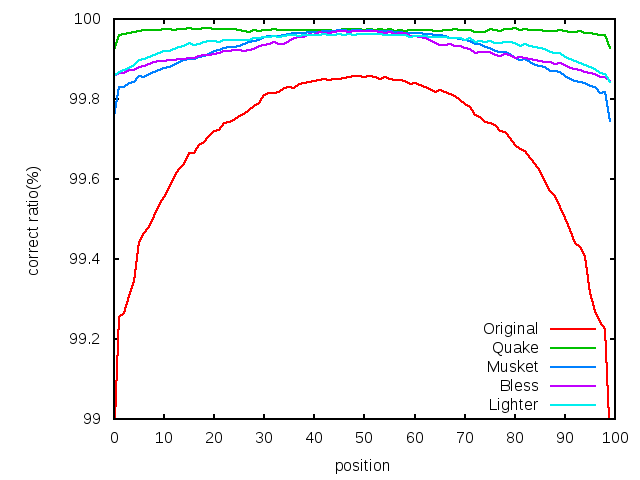 100
99.8
99.6
99.4
99.2
99
correct ratio(%)
0 10 20 30 40 50 60 70 80 90 100
position
Original
Quake
Musket
Bless
Lighter